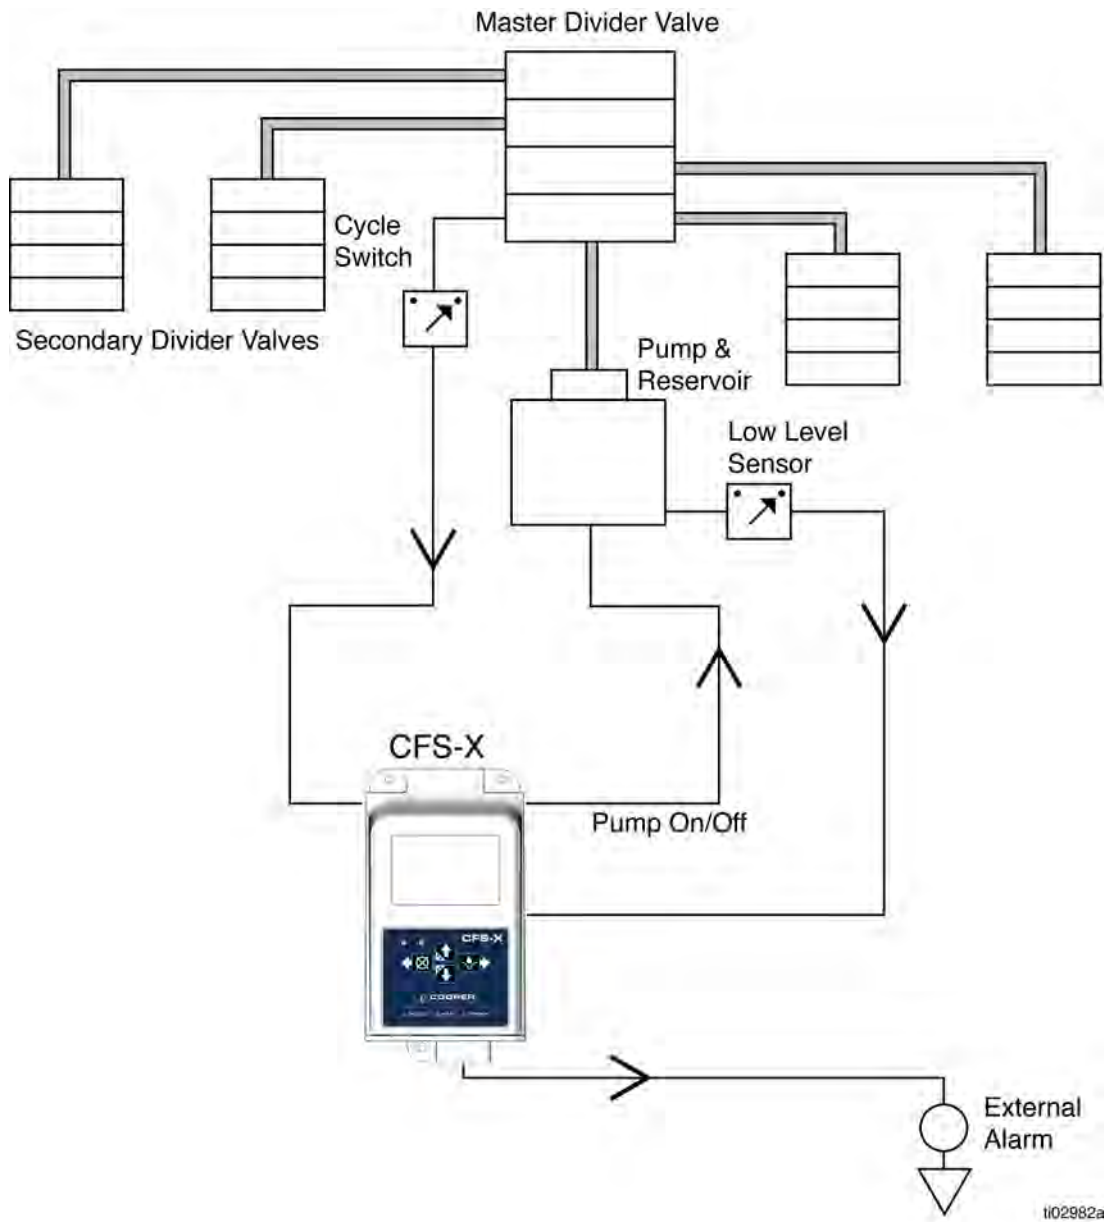 Master Divider Valve
Cycle
Switch
Secondary Divider Valves
Pump &
Reservoir
Low Level
Sensor
CFS-X
Pump On/Off
CFS-X
COOPER
External
Alarm
ti02982a